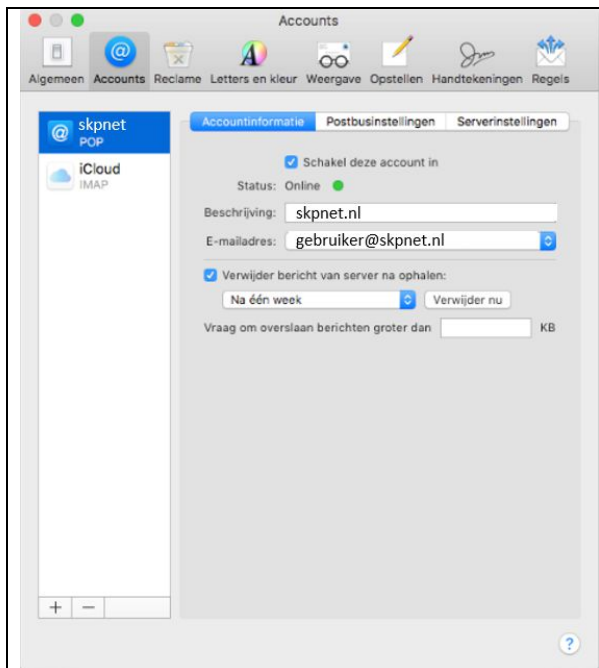 Accounts
Algemeen Accounts Reclame Letters en kleur Weergave Opstellen Handtekeningen Regels
skpnet
POP
iCloud
IMAP
Accountinformatie Postbusinstellingen Serverinstellingen
Schakel deze account in
Status: Online
Beschrijving: skpnet.nl
E-mailadres: gebruiker@skpnet.nl
Verwijder bericht van server na ophalen:
Na één week Verwijder nu
Vraag om overslaan berichten groter dan KB
+ −
?